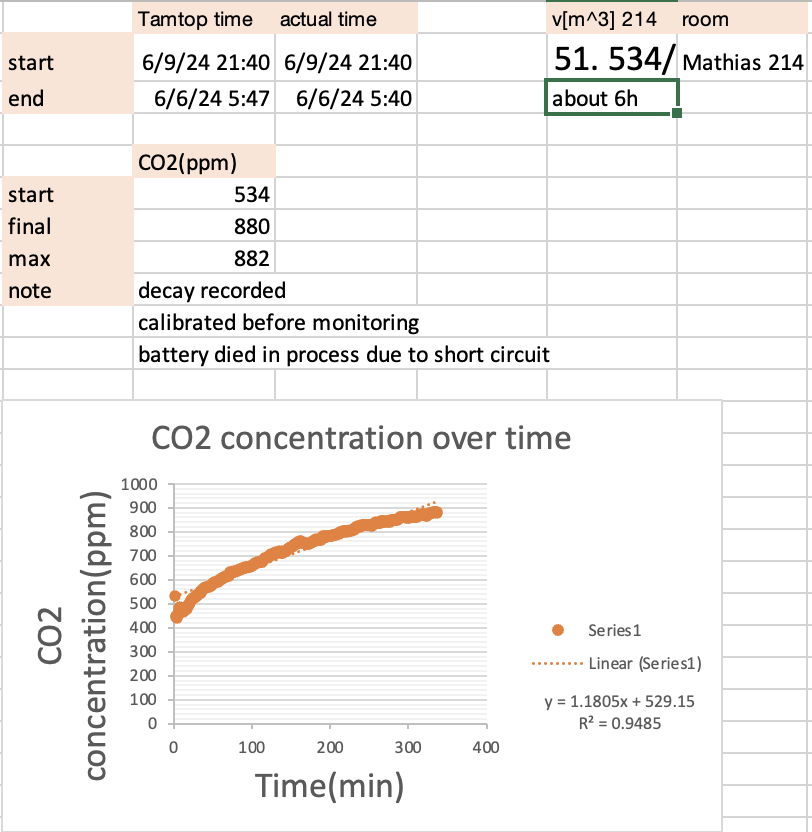 Tamtop time actual time v[m^3] 214 room
start 6/9/24 21:40 6/9/24 21:40 51. 534/ Mathias 214
end 6/6/24 5:47 6/6/24 5:40 about 6h
CO2(ppm)
start 534
final 880
max 882
note decay recorded
calibrated before monitoring
battery died in process due to short circuit
CO2 concentration over time
CO2
concentration(ppm)
1000
900
800
700
600
500
400
300
200
100
0
0 100 200 300 400
Time(min)
Series1
Linear (Series1)
y = 1.1805x + 529.15
R² = 0.9485